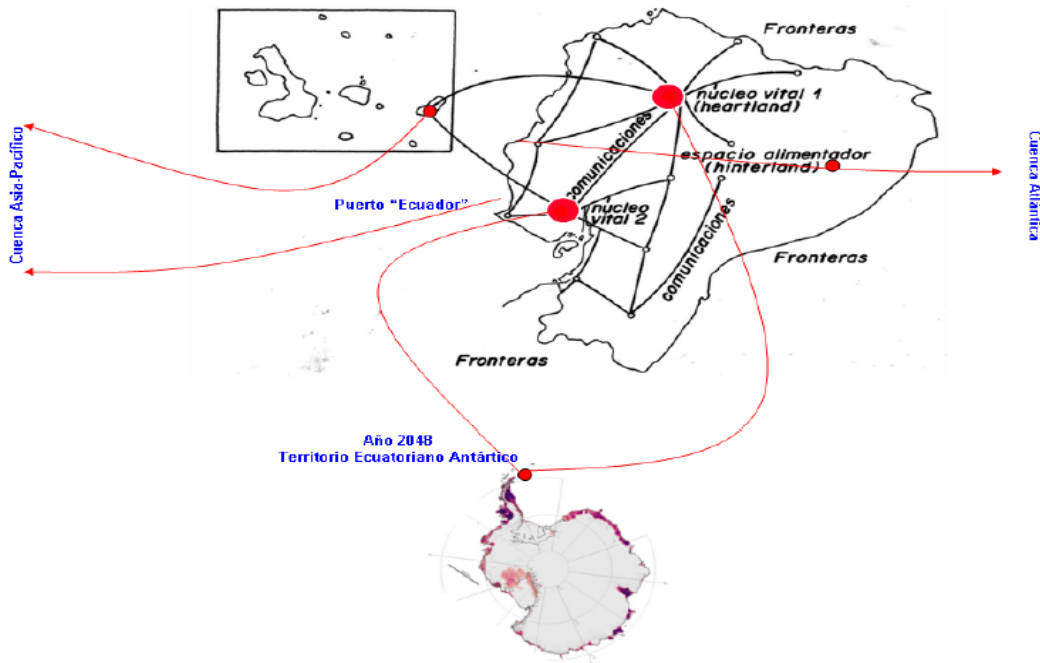 Fronteras
núcleo vital 1
(heartland)
comunicaciones
espacio alimentador
(hinterland)
Cuenca Asia-Pacífico
Cuenca Atlántica
Puerto “Ecuador”
núcleo
vital 2
comunicaciones
Fronteras
Fronteras
Año 2048
Territorio Ecuatoriano Antártico